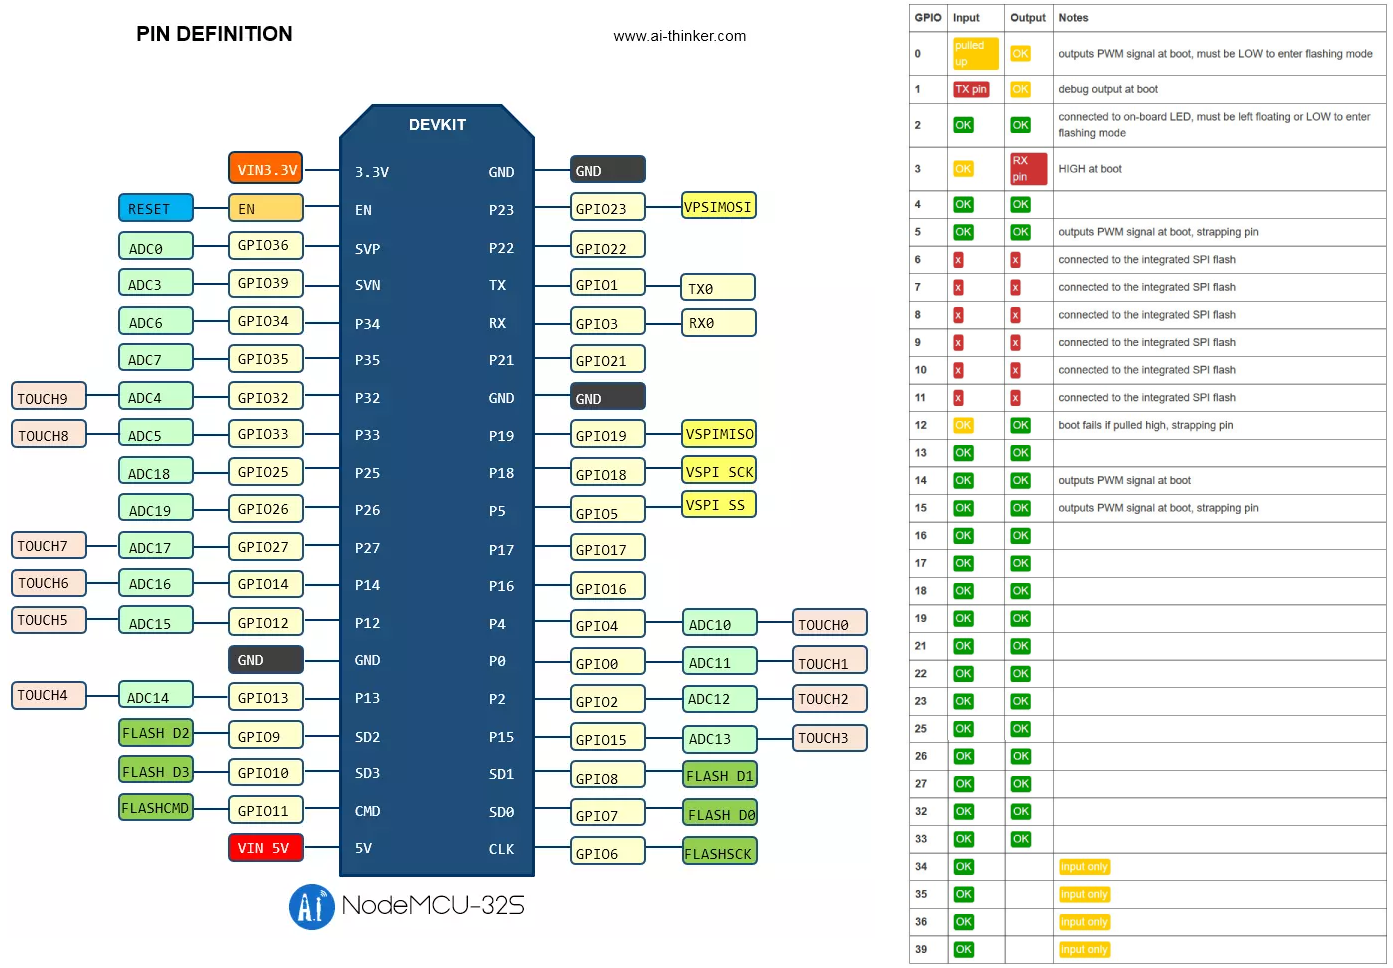 PIN DEFINITION
www.ai-thinker.com
DEVKIT
VIN3.3V 3.3V GND GND
RESET EN EN P23 GPIO23 VPSIMOSI
ADC0 GPIO36 SVP P22 GPIO22
ADC3 GPIO39 SVN TX GPIO1 TX0
ADC6 GPIO34 P34 RX GPIO3 RX0
ADC7 GPIO35 P35 P21 GPIO21
TOUCH9 ADC4 GPIO32 P32 GND GND
TOUCH8 ADC5 GPIO33 P33 P19 GPIO19 VSPIMISO
ADC18 GPIO25 P25 P18 GPIO18 VSPI SCK
ADC19 GPIO26 P26 P5 GPIO5 VSPI SS
TOUCH7 ADC17 GPIO27 P27 P17 GPIO17
TOUCH6 ADC16 GPIO14 P14 P16 GPIO16
TOUCH5 ADC15 GPIO12 P12 P4 GPIO4 ADC10 TOUCH0
GND GND P0 GPIO0 ADC11 TOUCH1
TOUCH4 ADC14 GPIO13 P13 P2 GPIO2 ADC12 TOUCH2
FLASH D2 GPIO9 SD2 P15 GPIO15 ADC13 TOUCH3
FLASH D3 GPIO10 SD3 SD1 GPIO8 FLASH D1
FLASHCMD GPIO11 CMD SD0 GPIO7 FLASH D0
VIN 5V 5V CLK GPIO6 FLASHSCK
Ai NodeMCU-32S
GPIO Input Output Notes
0 pulled up OK outputs PWM signal at boot, must be LOW to enter flashing mode
1 TX pin OK debug output at boot
2 OK OK connected to on-board LED, must be left floating or LOW to enter
flashing mode
3 OK RX pin HIGH at boot
4 OK OK
5 OK OK outputs PWM signal at boot, strapping pin
6 x x connected to the integrated SPI flash
7 x x connected to the integrated SPI flash
8 x x connected to the integrated SPI flash
9 x x connected to the integrated SPI flash
10 x x connected to the integrated SPI flash
11 x x connected to the integrated SPI flash
12 OK OK boot fails if pulled high, strapping pin
13 OK OK
14 OK OK outputs PWM signal at boot
15 OK OK outputs PWM signal at boot, strapping pin
16 OK OK
17 OK OK
18 OK OK
19 OK OK
21 OK OK
22 OK OK
23 OK OK
25 OK OK
26 OK OK
27 OK OK
32 OK OK
33 OK OK
34 OK input only
35 OK input only
36 OK input only
39 OK input only